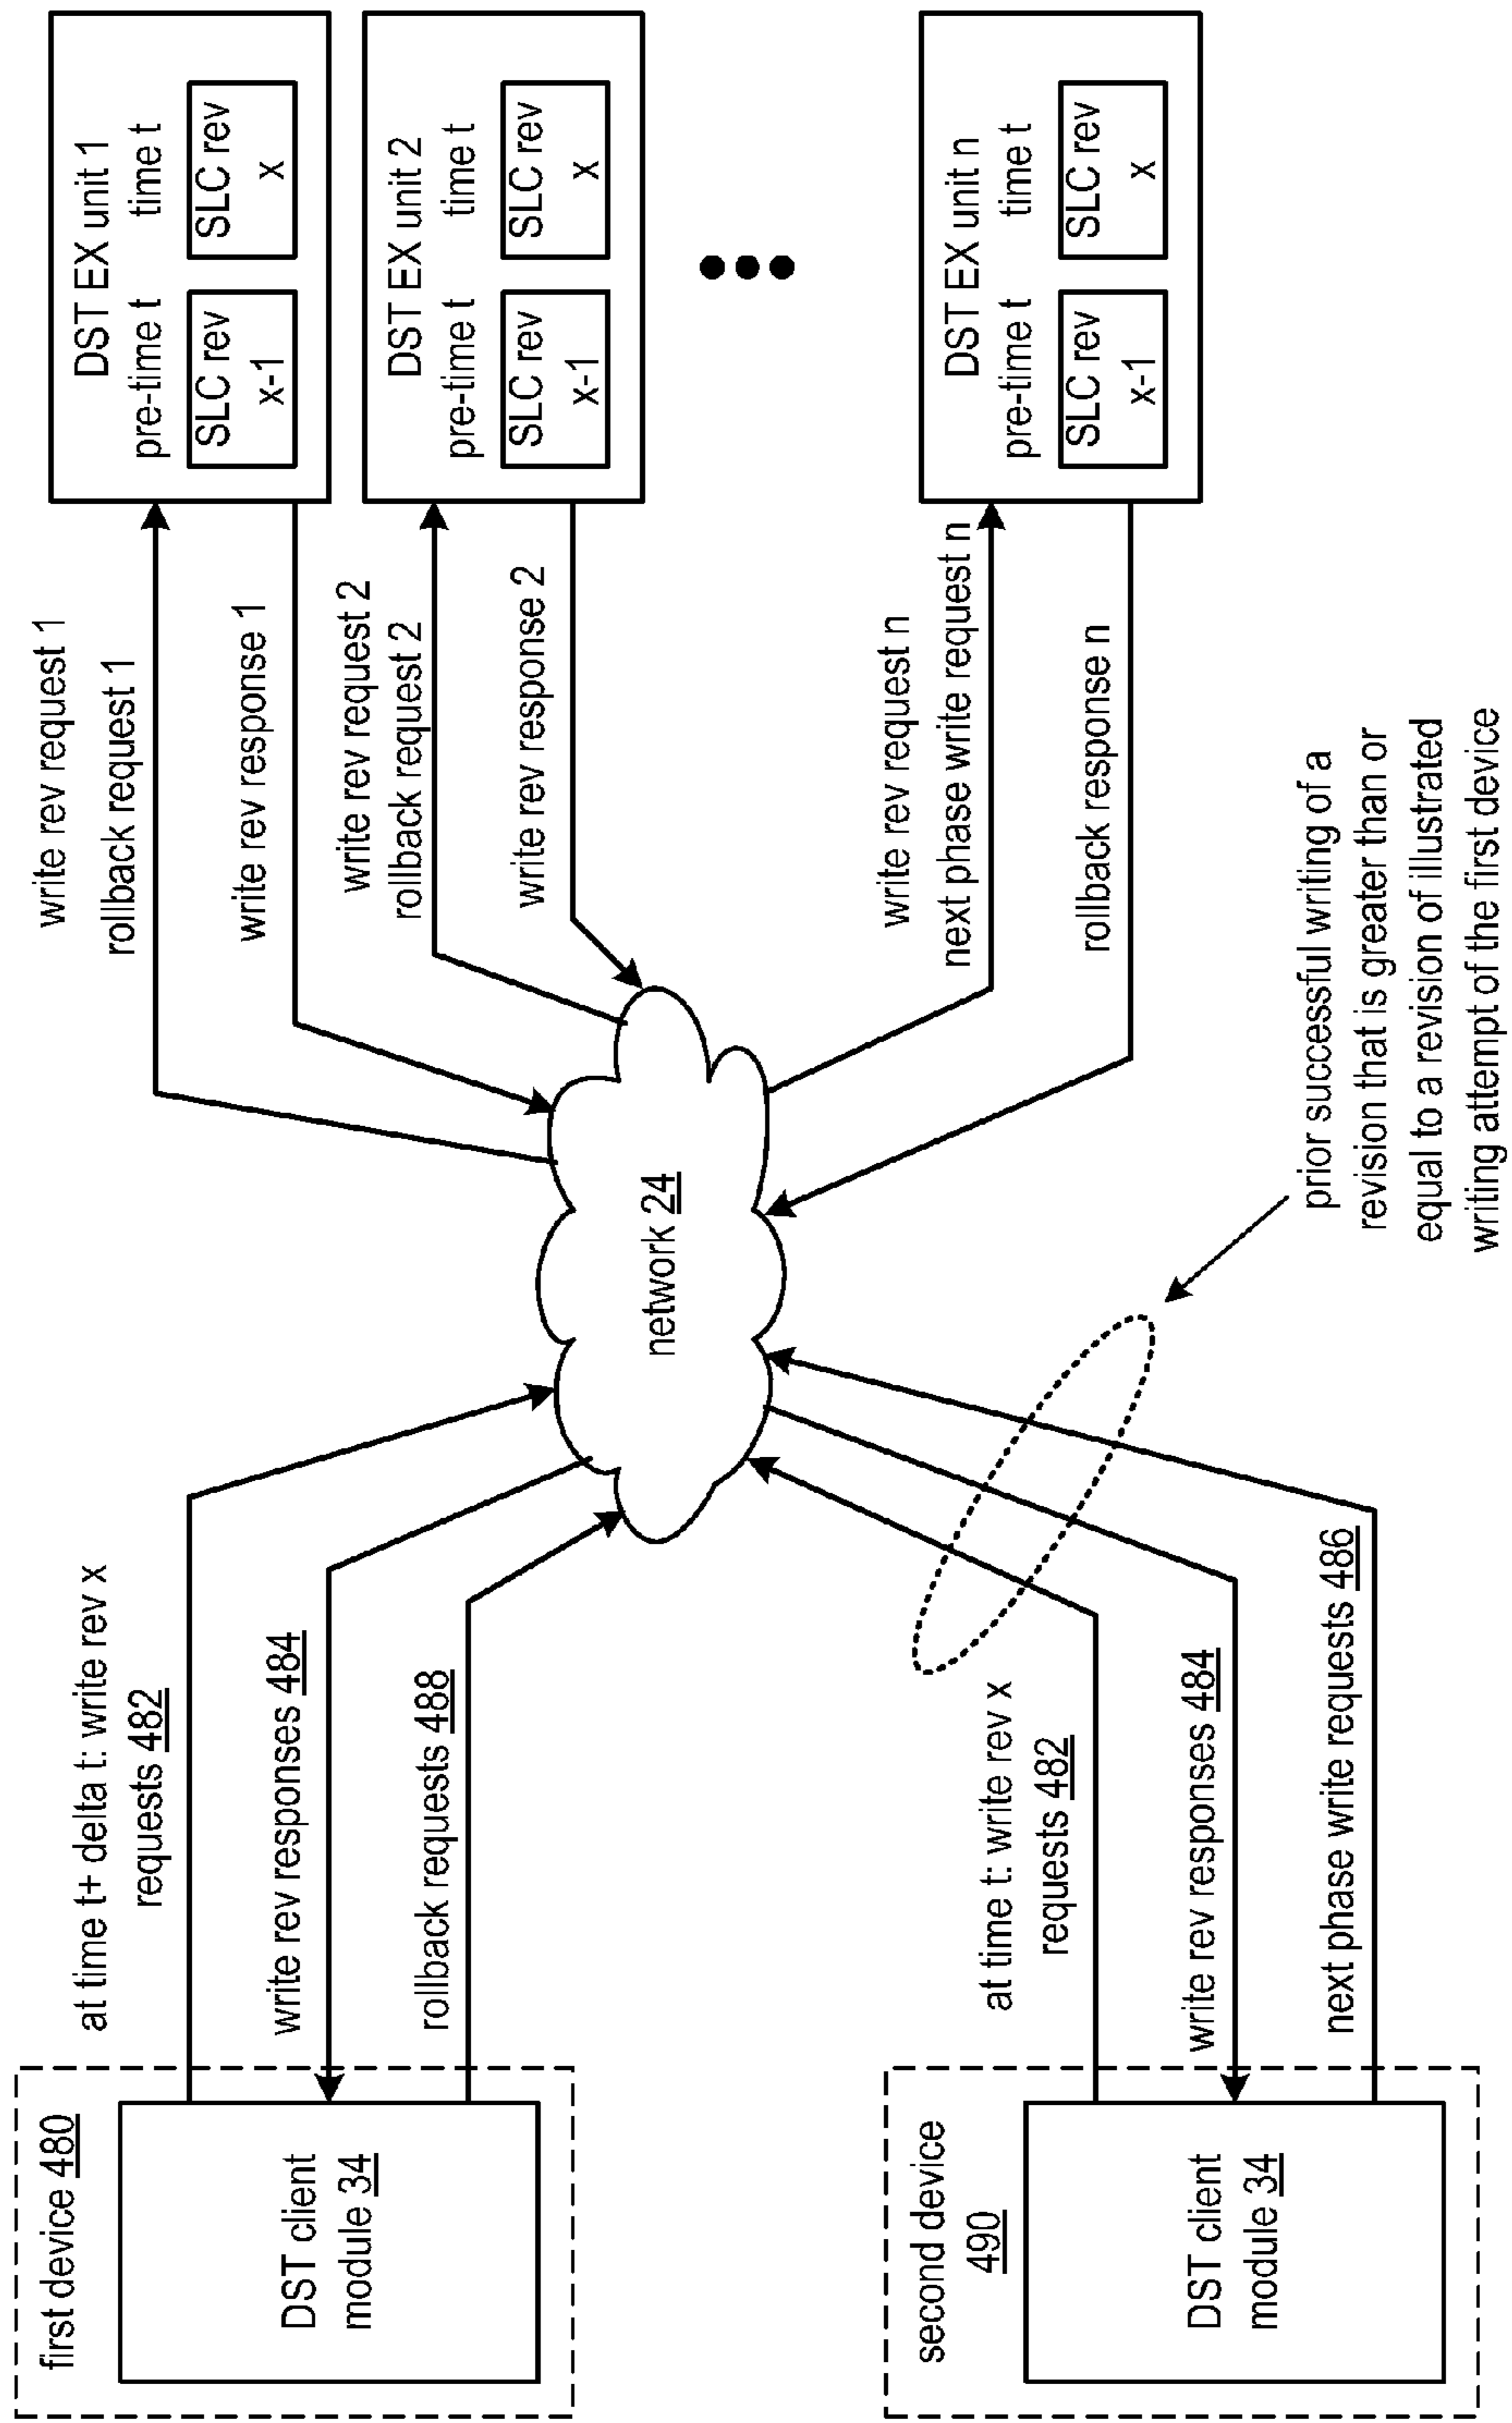 first device 480
DST client
module 34
at time t+ delta t: write rev x
requests 482
write rev responses 484
rollback requests 488
second device
490
DST client
module 34
at time t: write rev x
requests 482
write rev responses 484
next phase write requests 486
network 24
write rev request 1
rollback request 1
write rev response 1
write rev request 2
rollback request 2
write rev response 2
write rev request n
next phase write request n
rollback response n
prior successful writing of a
revision that is greater than or
equal to a revision of illustrated
writing attempt of the first device
DST EX unit 1
pre-time t time t
SLC rev
x-1
SLC rev
x
DST EX unit 2
pre-time t time t
SLC rev
x-1
SLC rev
x
DST EX unit n
pre-time t time t
SLC rev
x-1
SLC rev
x